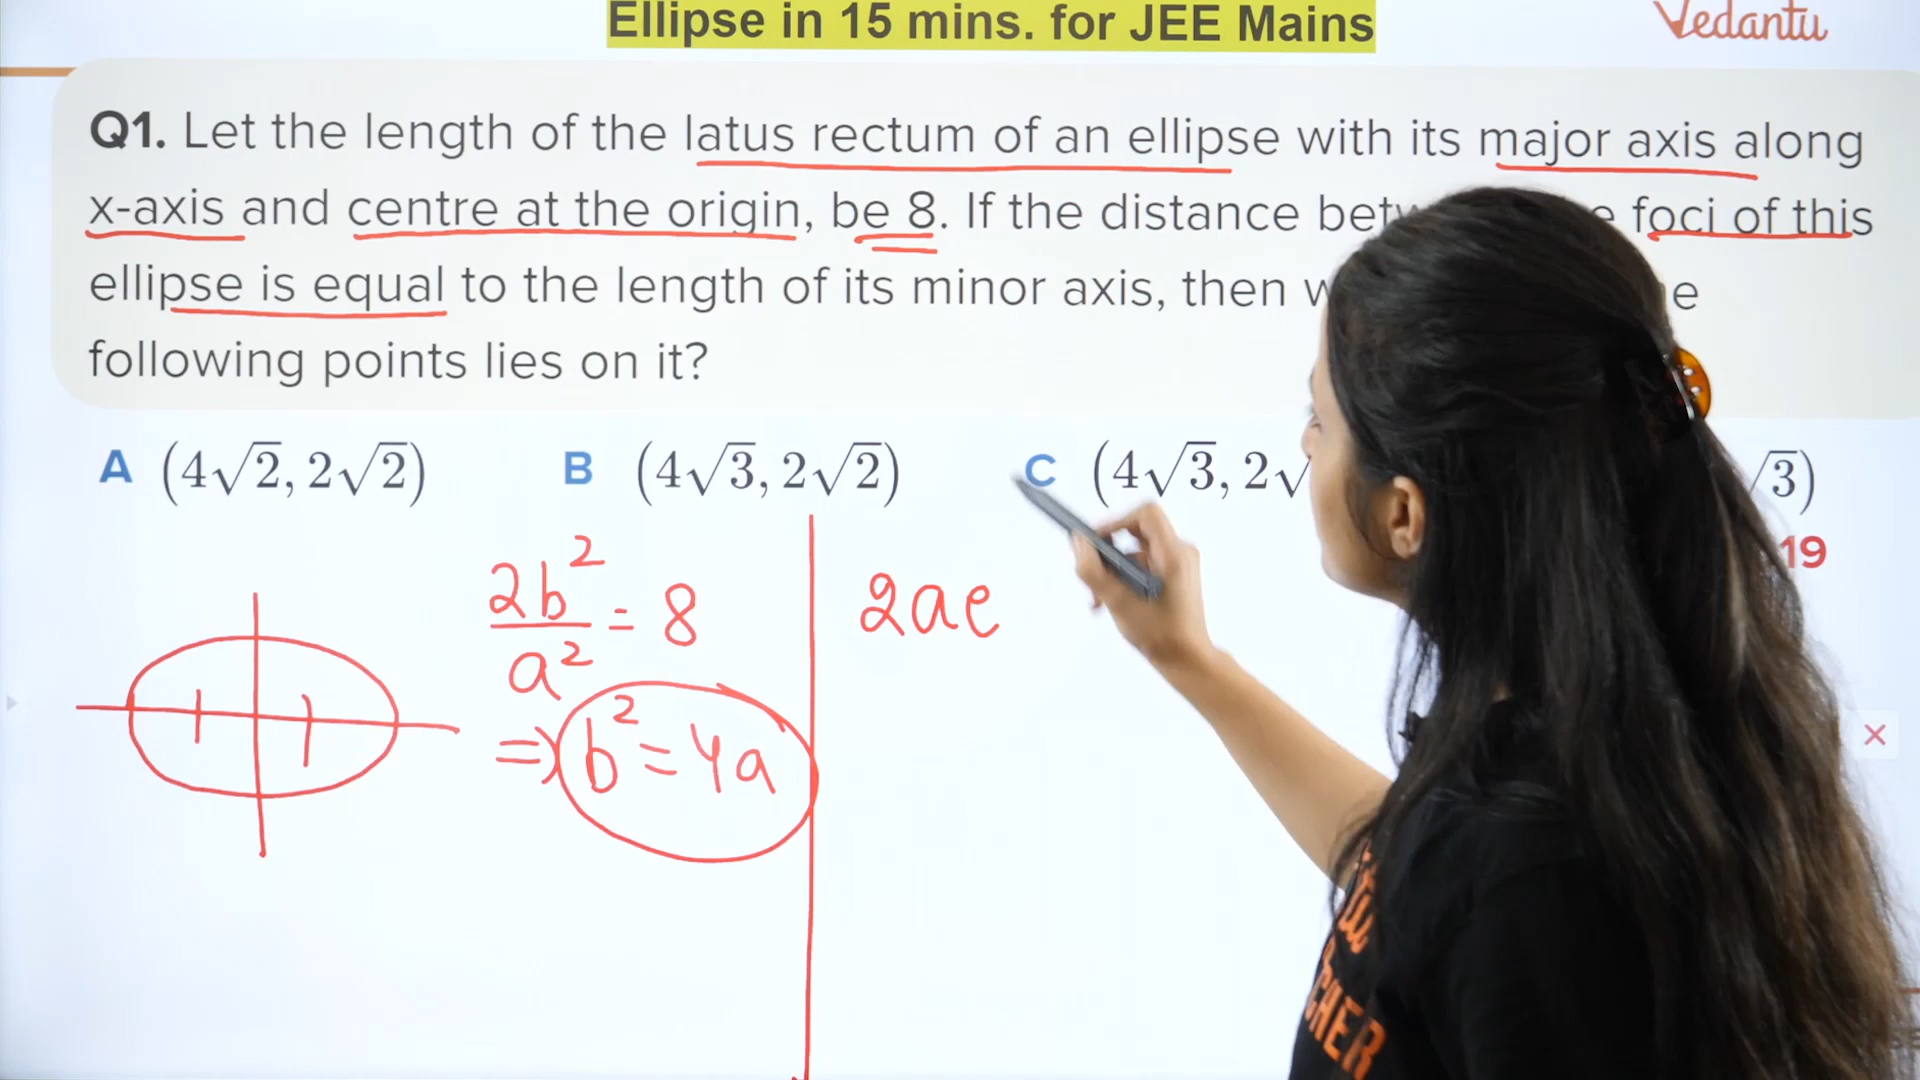 Ellipse in 15 mins. for JEE Mains
Vedantu
Q1. Let the length of the latus rectum of an ellipse with its major axis along
x-axis and centre at the origin, be 8. If the distance foci of this
ellipse is equal to the length of its minor axis, then
following points lies on it?
A (4√2, 2√2)
B (4√3, 2√2)
C (4√3, 2√
√3)
19
2b²/a² = 8
⇒ b² = 4a
2ae